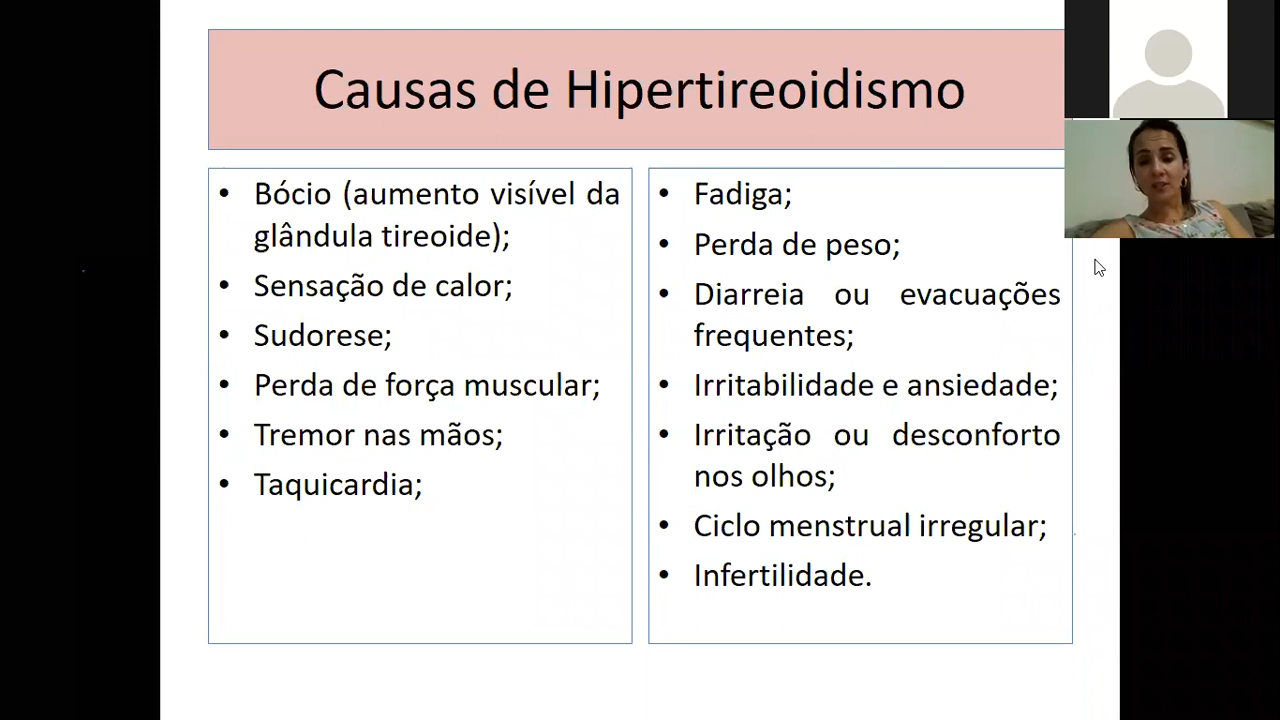 Causas de Hipertireoidismo
• Bócio (aumento visível da
glândula tireoide);
• Sensação de calor;
• Sudorese;
• Perda de força muscular;
• Tremor nas mãos;
• Taquicardia;
• Fadiga;
• Perda de peso;
• Diarreia ou evacuações
frequentes;
• Irritabilidade e ansiedade;
• Irritação ou desconforto
nos olhos;
• Ciclo menstrual irregular;
• Infertilidade.